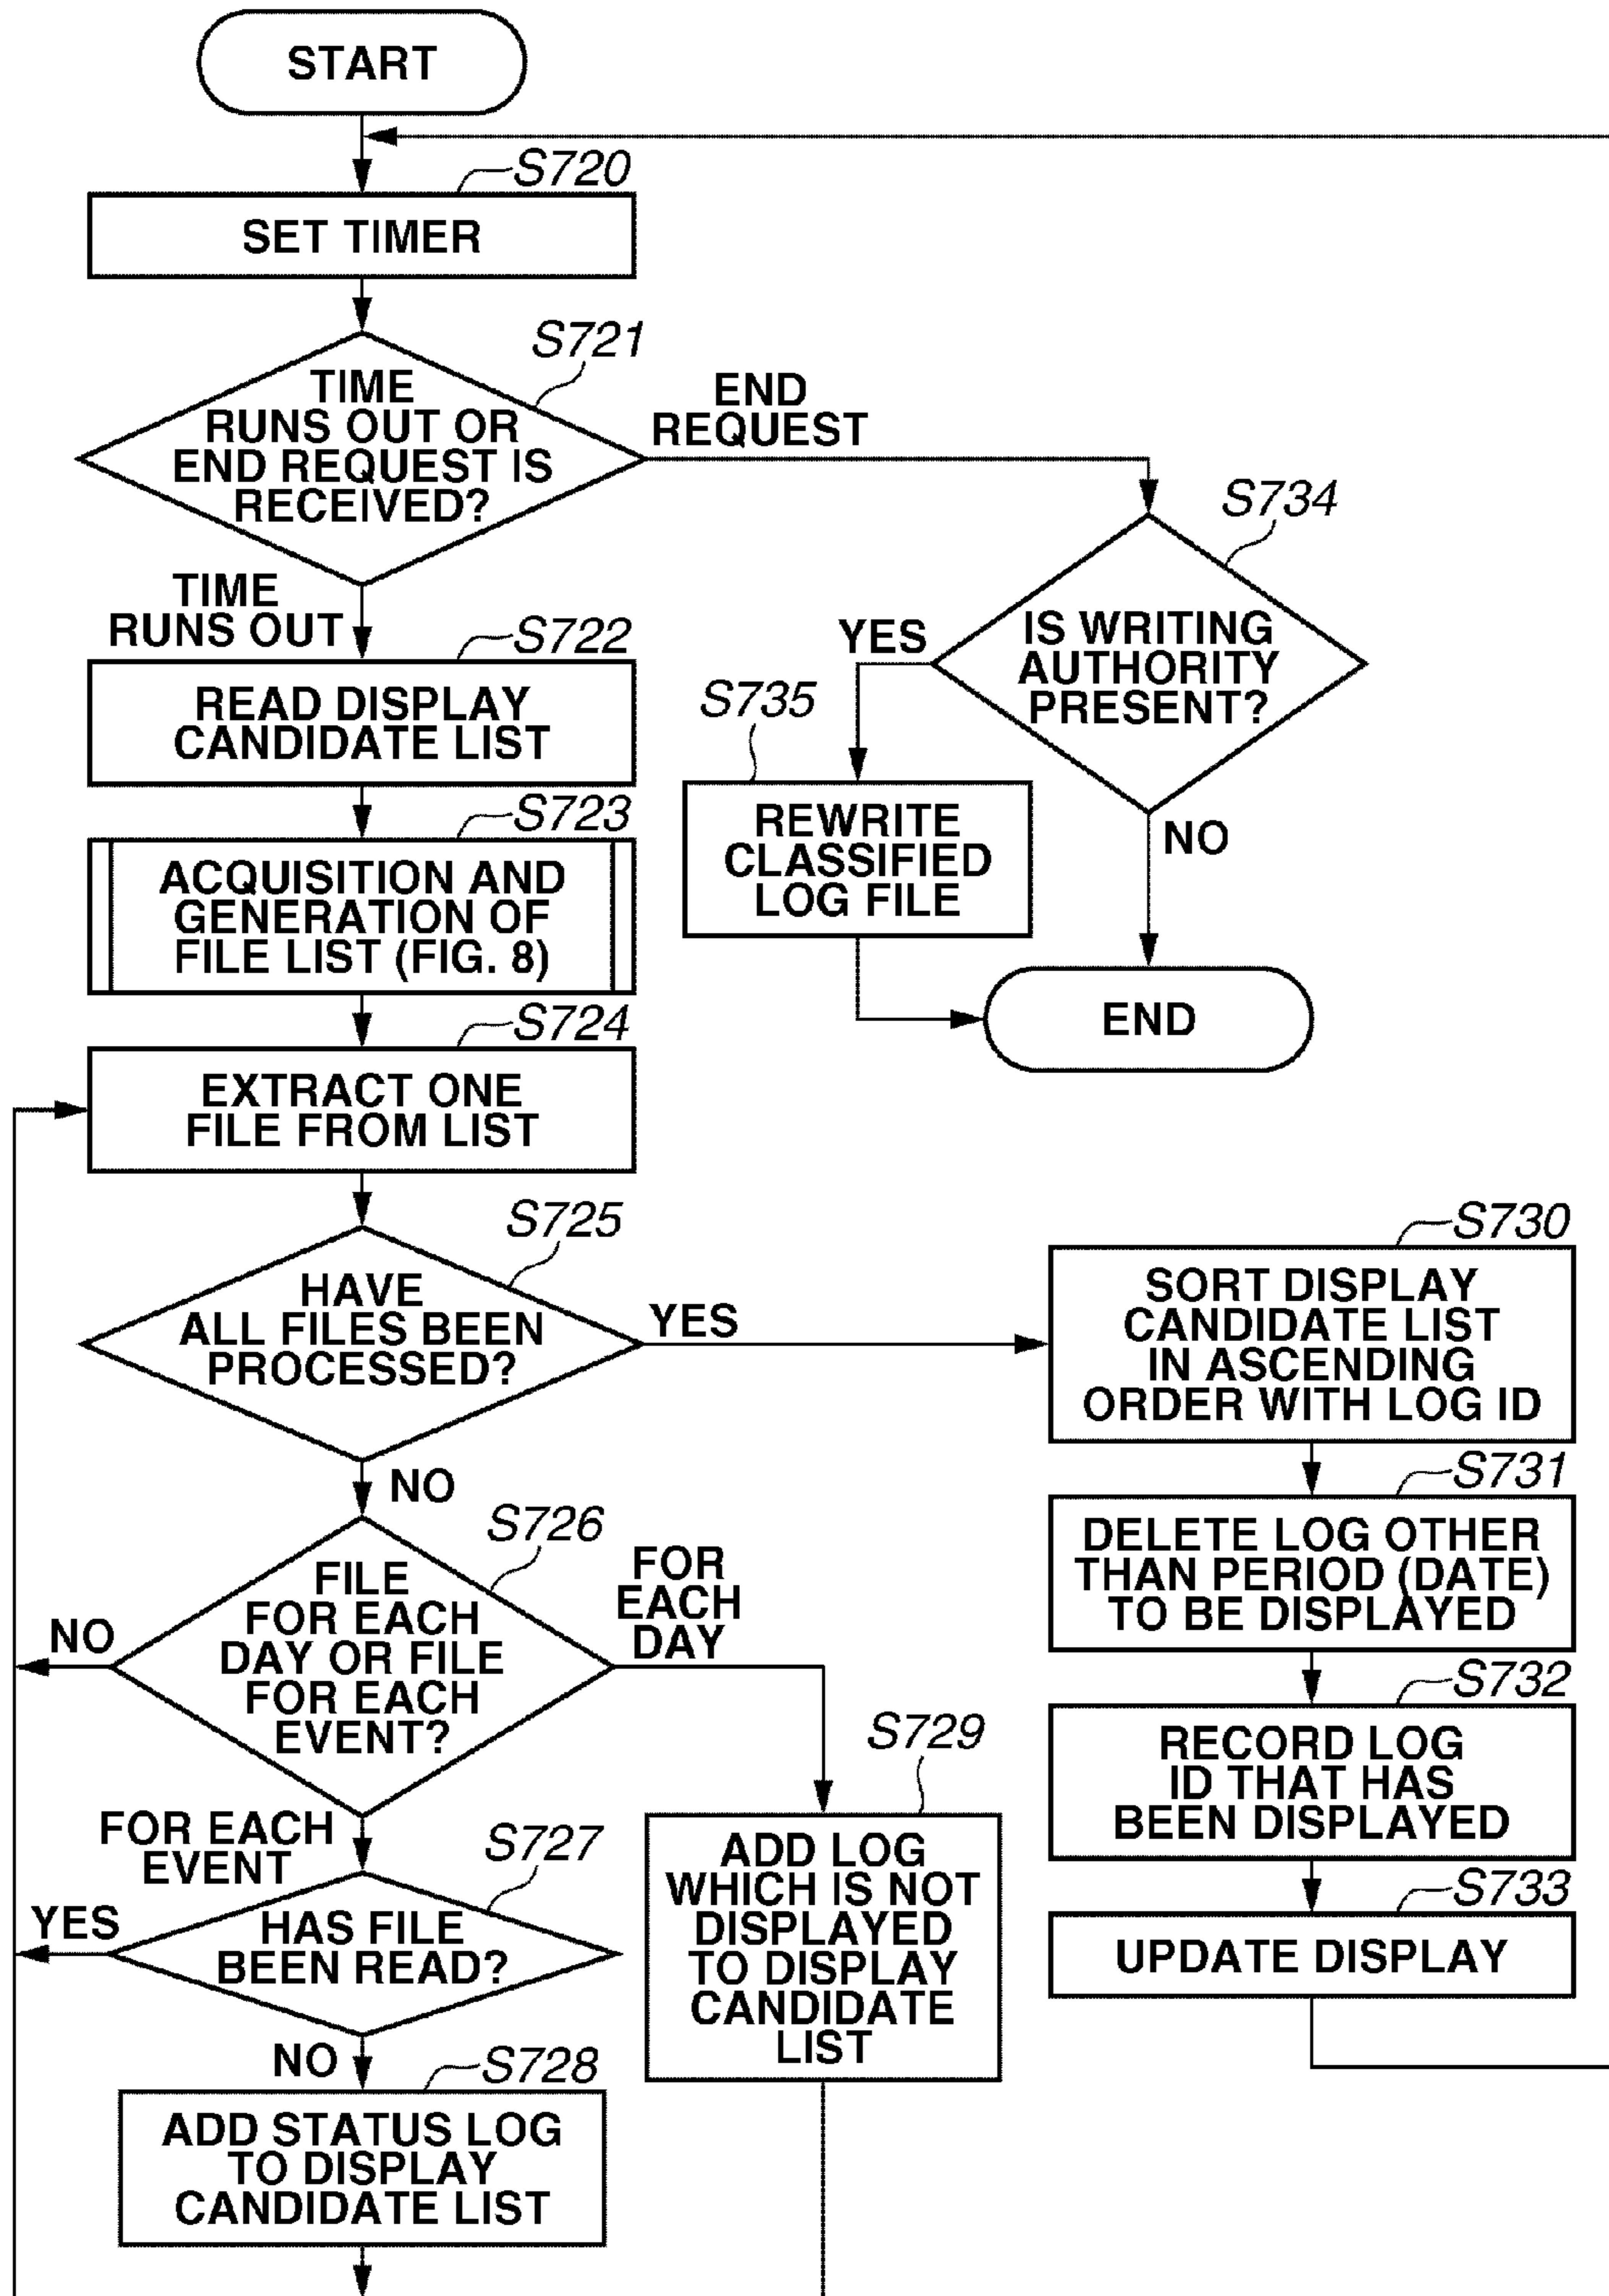 START
S720
SET TIMER
S721
TIME
RUNS OUT OR
END REQUEST IS
RECEIVED?
END
REQUEST
TIME
RUNS OUT
S734
IS WRITING
AUTHORITY
PRESENT?
YES
NO
S735
REWRITE
CLASSIFIED
LOG FILE
END
S722
READ DISPLAY
CANDIDATE LIST
S723
ACQUISITION AND
GENERATION OF
FILE LIST (FIG. 8)
S724
EXTRACT ONE
FILE FROM LIST
S725
HAVE
ALL FILES BEEN
PROCESSED?
YES
NO
S726
FILE
FOR EACH
DAY OR FILE
FOR EACH
EVENT?
NO
FOR
EACH
DAY
FOR EACH
EVENT
S727
HAS FILE
BEEN READ?
YES
NO
S728
ADD STATUS LOG
TO DISPLAY
CANDIDATE LIST
S729
ADD LOG
WHICH IS NOT
DISPLAYED
TO DISPLAY
CANDIDATE
LIST
S730
SORT DISPLAY
CANDIDATE LIST
IN ASCENDING
ORDER WITH LOG ID
S731
DELETE LOG OTHER
THAN PERIOD (DATE)
TO BE DISPLAYED
S732
RECORD LOG
ID THAT HAS
BEEN DISPLAYED
S733
UPDATE DISPLAY